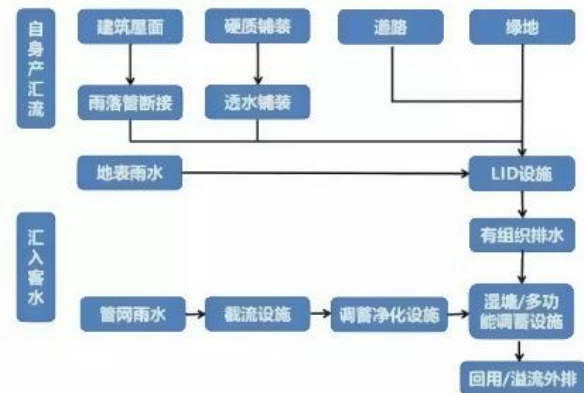 自身产汇流
建筑屋面
硬质铺装
道路
绿地
雨落管断接
透水铺装
地表雨水
LID设施
汇入客水
有组织排水
管网雨水
截流设施
调蓄净化设施
湿塘/多功
能调蓄设施
回用/溢流外排